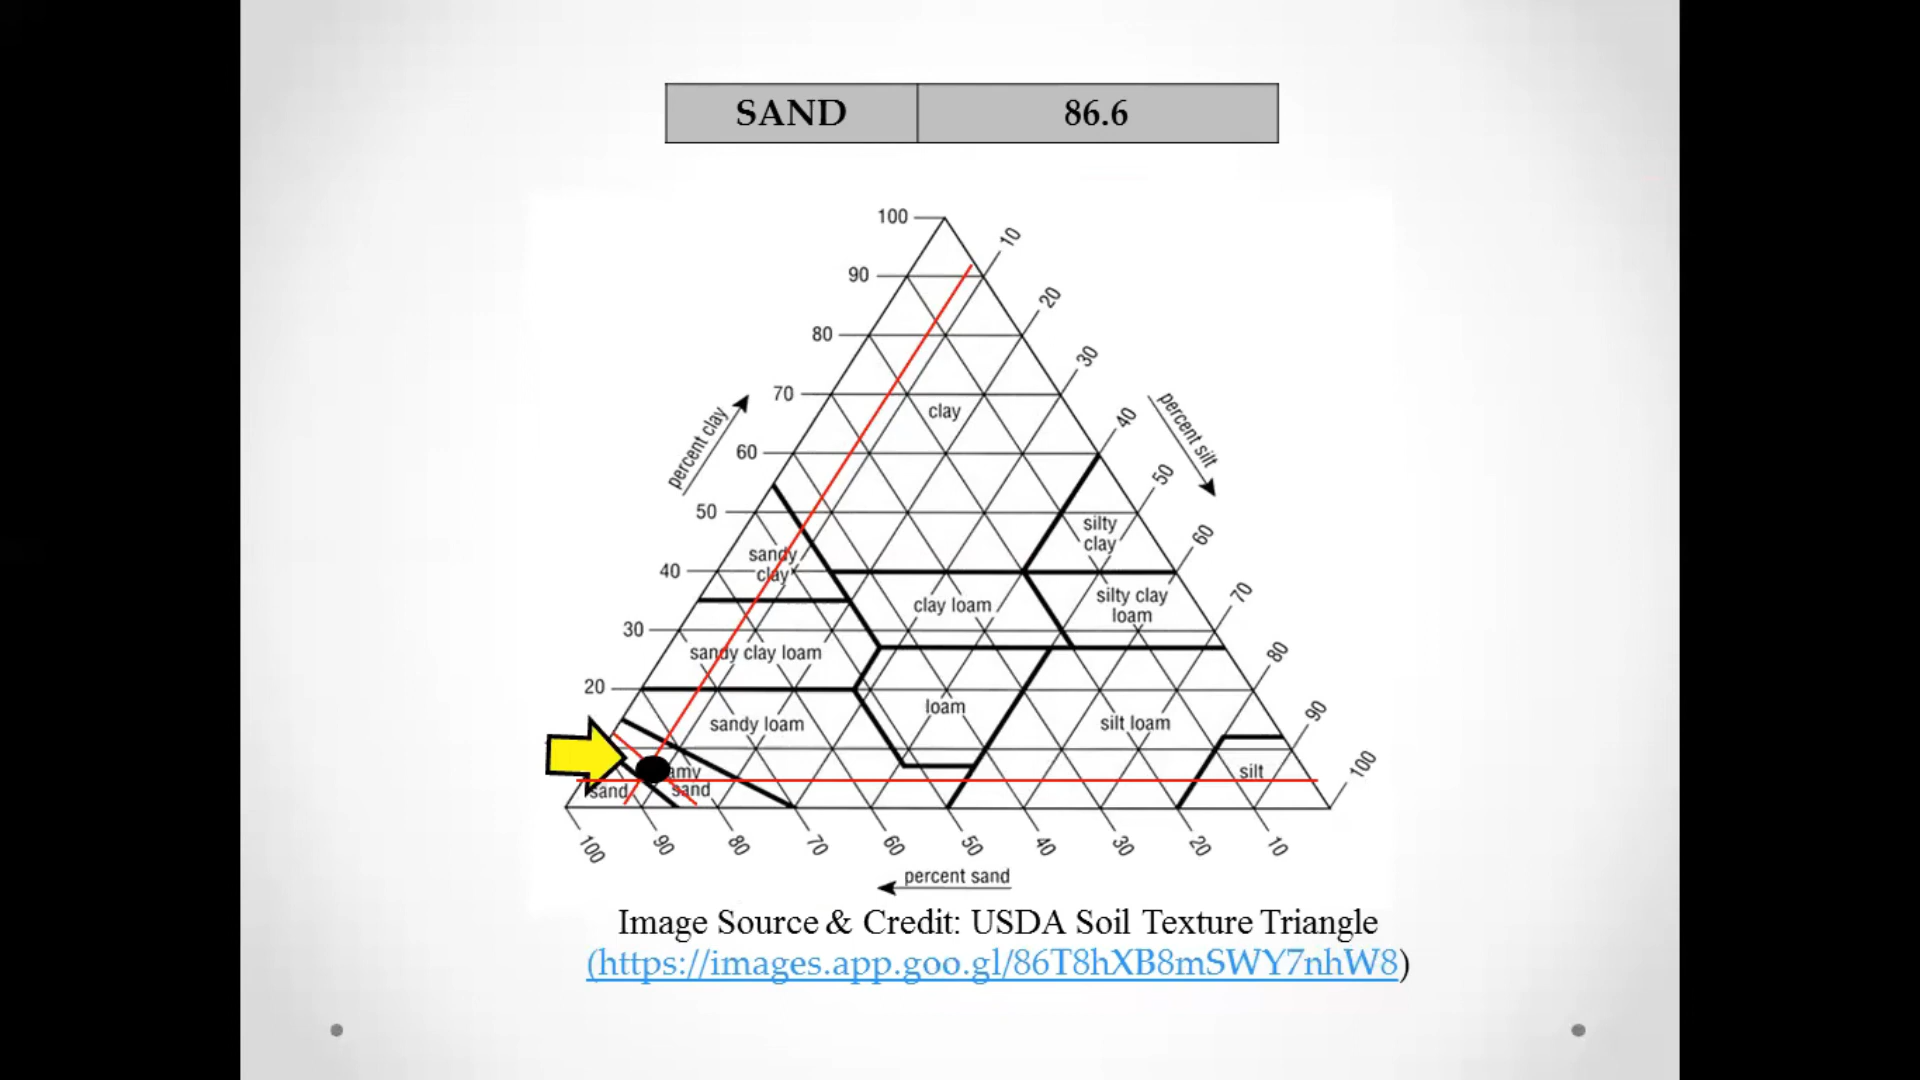 SAND 86.6
100
90
80
70
60
50
40
30
20
10
20
30
40
50
60
70
80
90
100
percent clay
percent silt
clay
silty
clay
sandy
clay
clay loam
silty clay
loam
sandy clay loam
loam
sandy loam
silt loam
silt
amy
sand
sand
100 90 80 70 60 50 40 30 20 10
percent sand
Image Source & Credit: USDA Soil Texture Triangle
(https://images.app.goo.gl/86T8hXB8mSWY7nhW8)